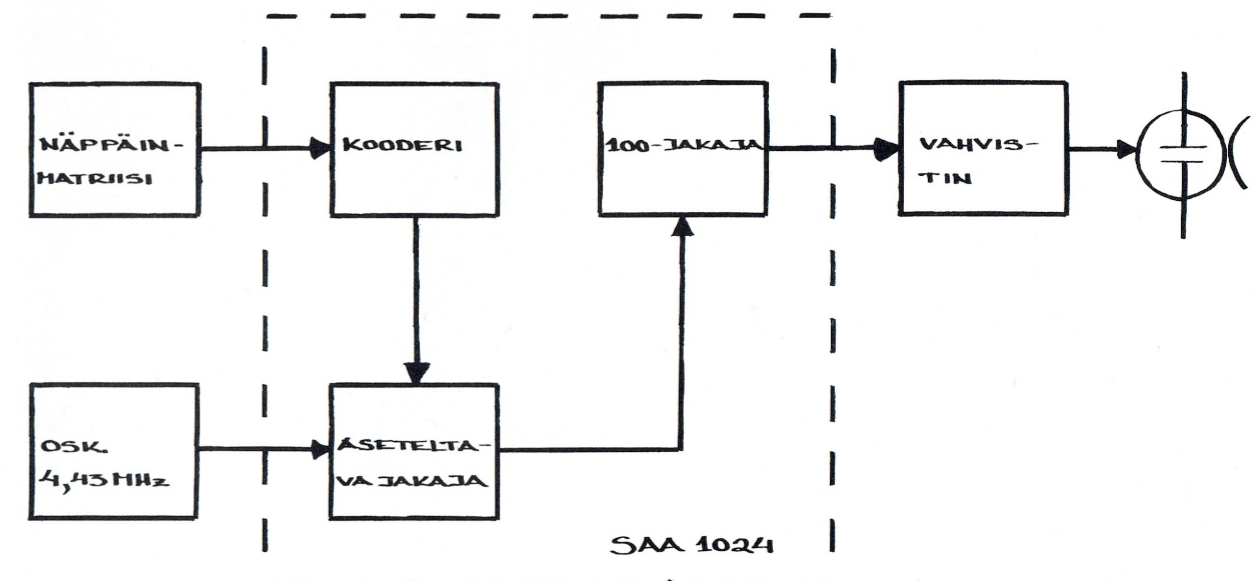 NÄPPÄIN-
MATRIISI
KOODERI
100-JAKAJA
VAHVIS-
TIN
OSK.
4,43 MHz
ASETELTA-
VA JAKAJA
SAA 1024